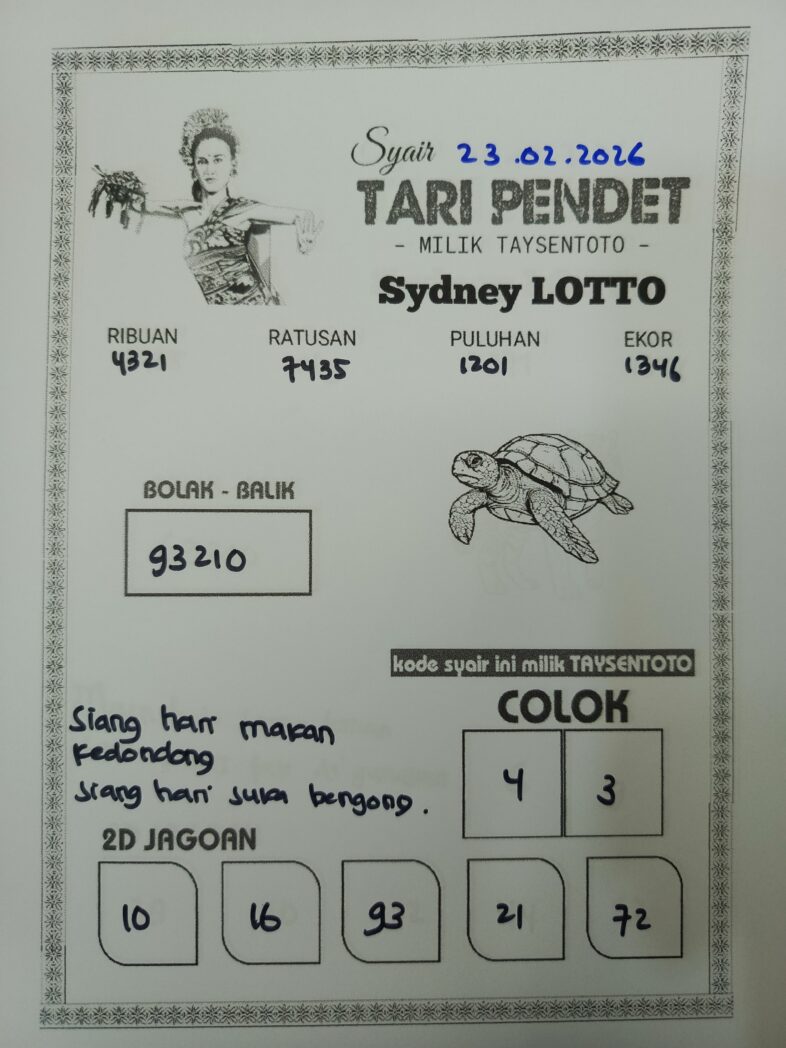 Syair 23.02.2026
TARI PENDET
- MILIK TAYSENTOTO -
Sydney LOTTO
RIBUAN RATUSAN PULUHAN EKOR
4321 7435 1201 1346
BOLAK - BALIK
93210
kode syair ini milik TAYSENTOTO
COLOK
4 3
Siang hari makan
kedondong
siang hari suka bengong.
2D JAGOAN
10 16 93 21 72